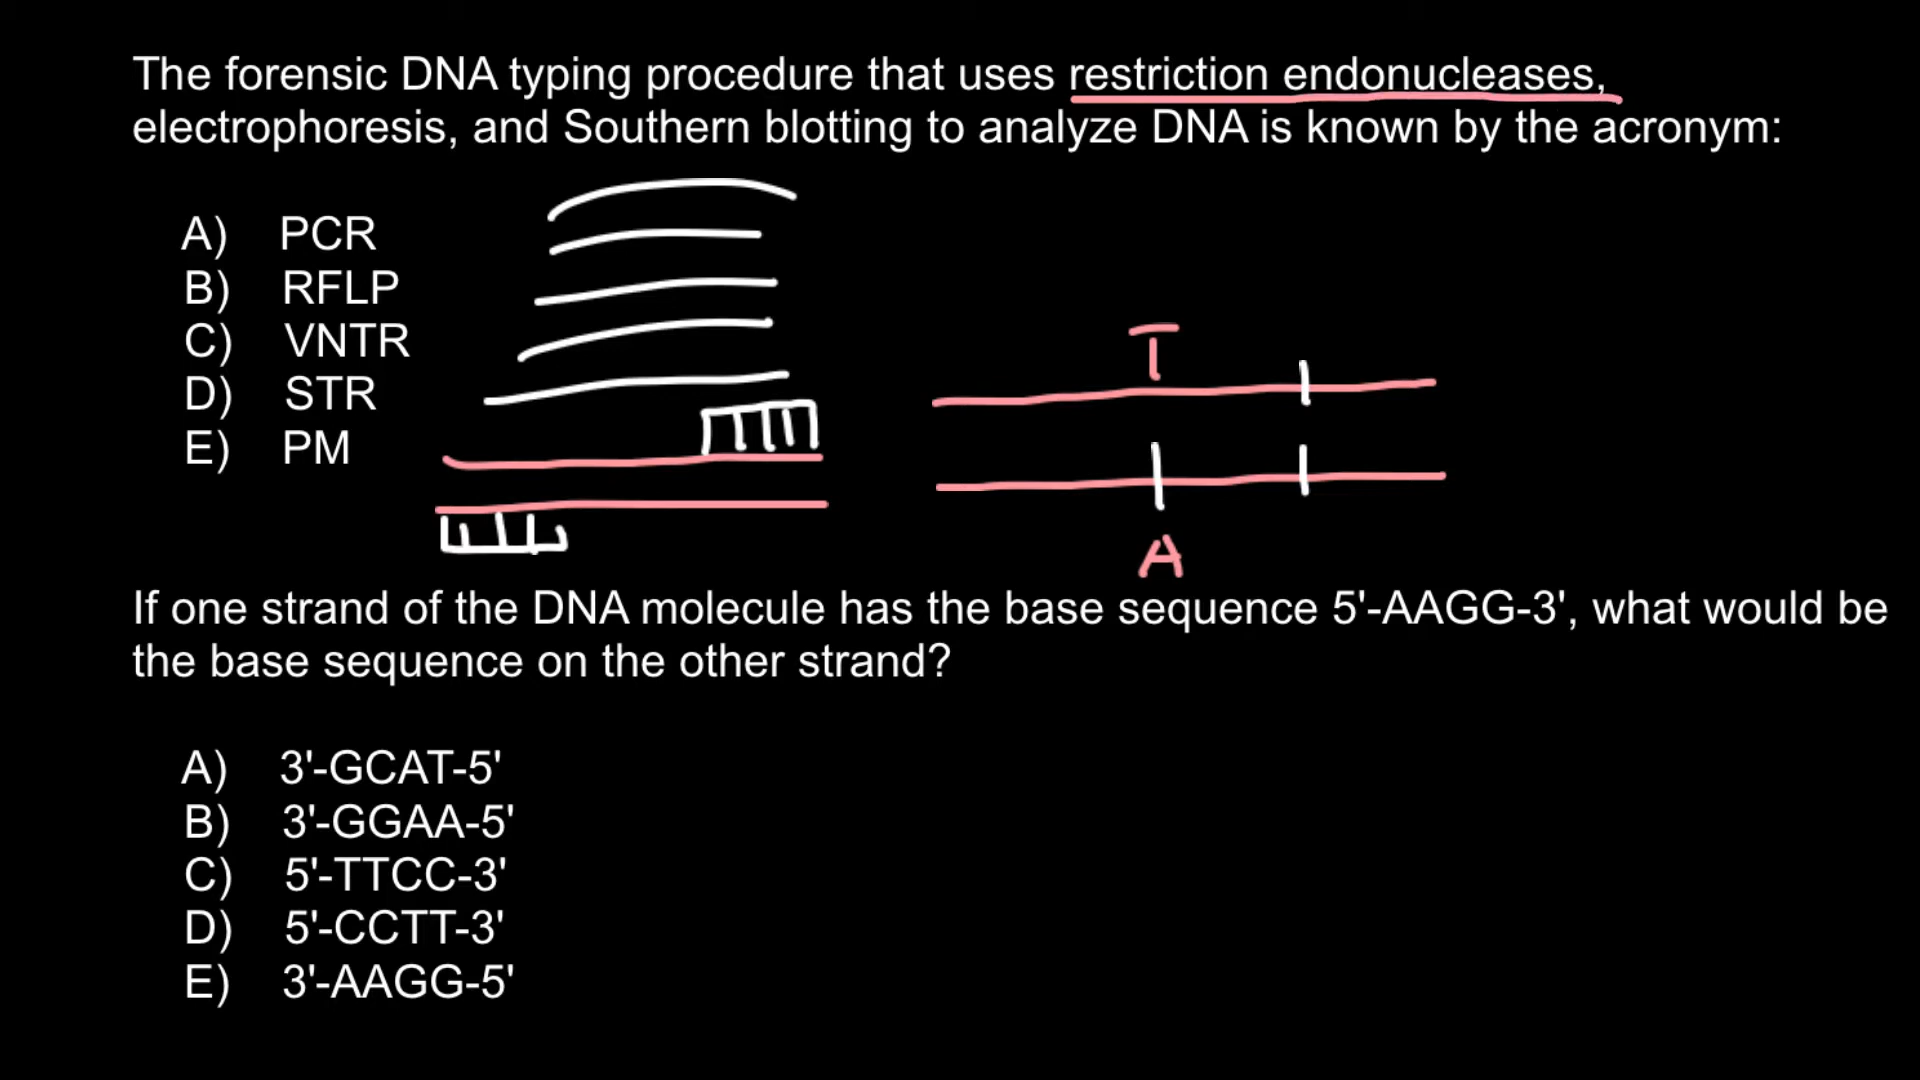 The forensic DNA typing procedure that uses restriction endonucleases,
electrophoresis, and Southern blotting to analyze DNA is known by the acronym:
A) PCR
B) RFLP
C) VNTR
D) STR
E) PM
T
A
If one strand of the DNA molecule has the base sequence 5'-AAGG-3', what would be
the base sequence on the other strand?
A) 3'-GCAT-5'
B) 3'-GGAA-5'
C) 5'-TTCC-3'
D) 5'-CCTT-3'
E) 3'-AAGG-5'